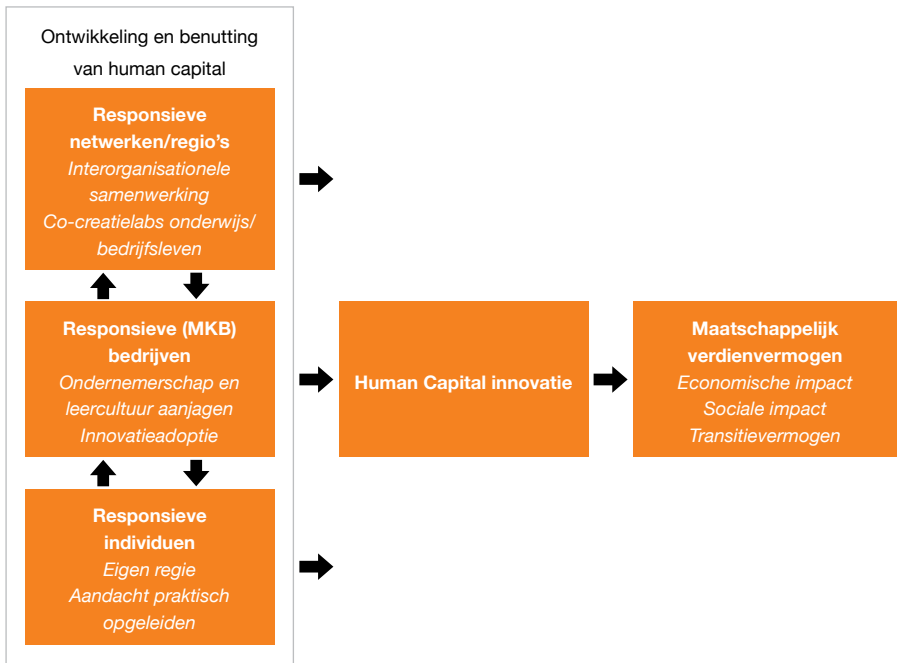 Ontwikkeling en benutting
van human capital
Responsieve
netwerken/regio's
Interorganisationele
samenwerking
Co-creatielabs onderwijs/
bedrijfsleven
Responsieve (MKB)
bedrijven
Ondernemerschap en
leercultuur aanjagen
Innovatieadoptie
Responsieve
individuen
Eigen regie
Aandacht praktisch
opgeleiden
Human Capital innovatie
Maatschappelijk
verdienvermogen
Economische impact
Sociale impact
Transitievermogen